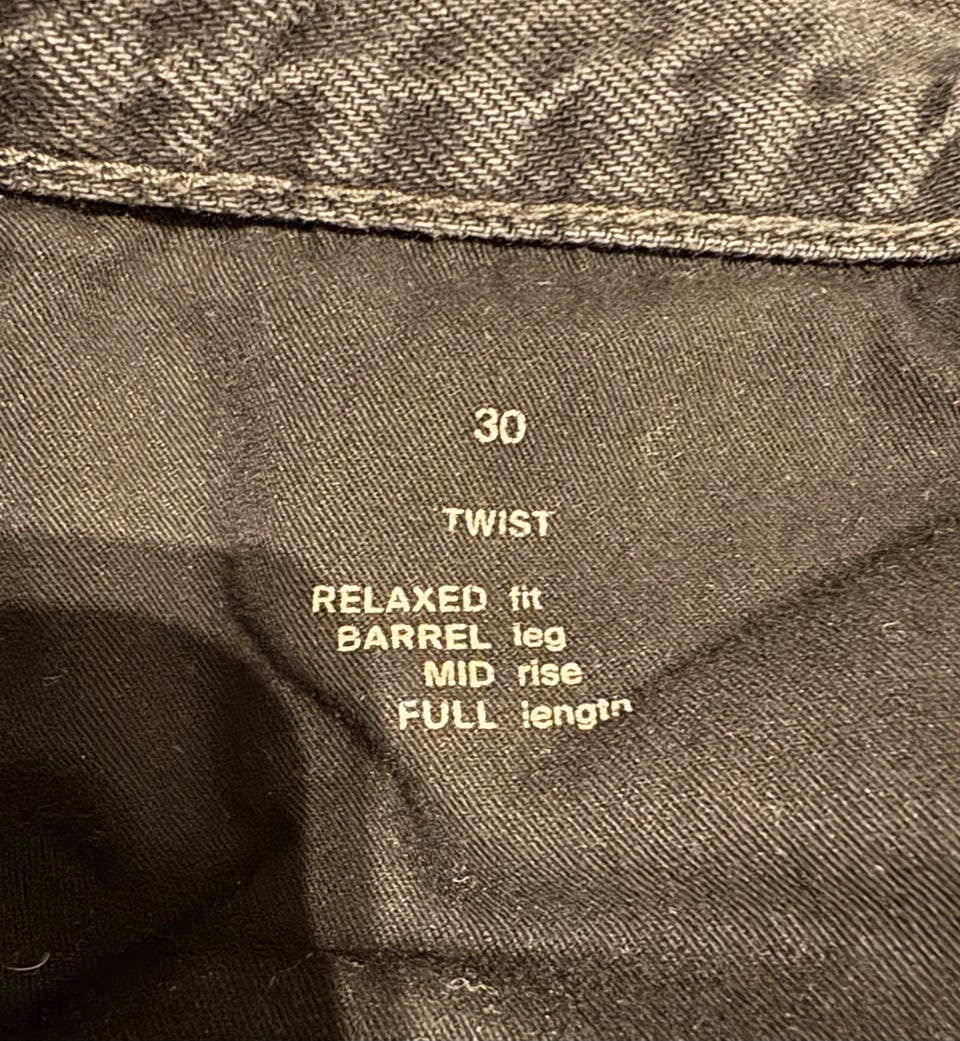 30
TWIST
RELAXED fit
BARREL leg
MID rise
FULL length